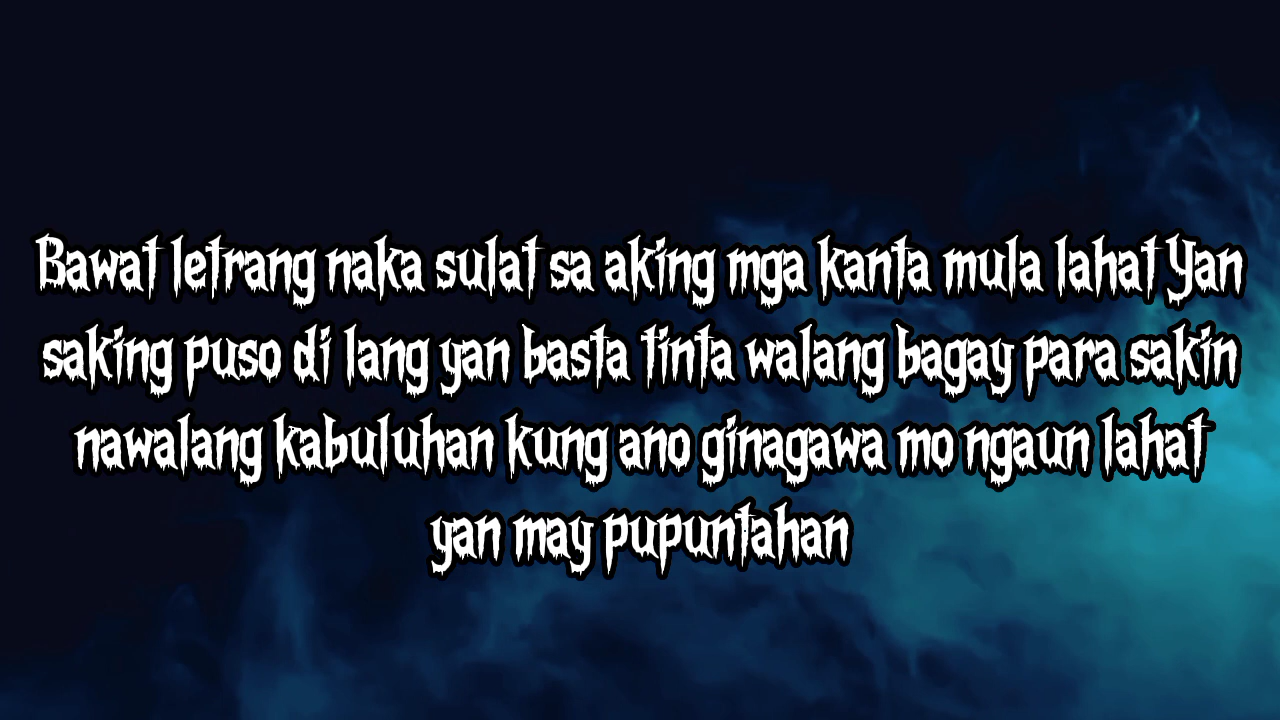 Bawat letrang naka sulat sa aking mga kanta mula lahat Yan
saking puso di lang yan basta tinta walang bagay para sakin
nawalang kabuluhan kung ano ginagawa mo ngaun lahat
yan may pupuntahan